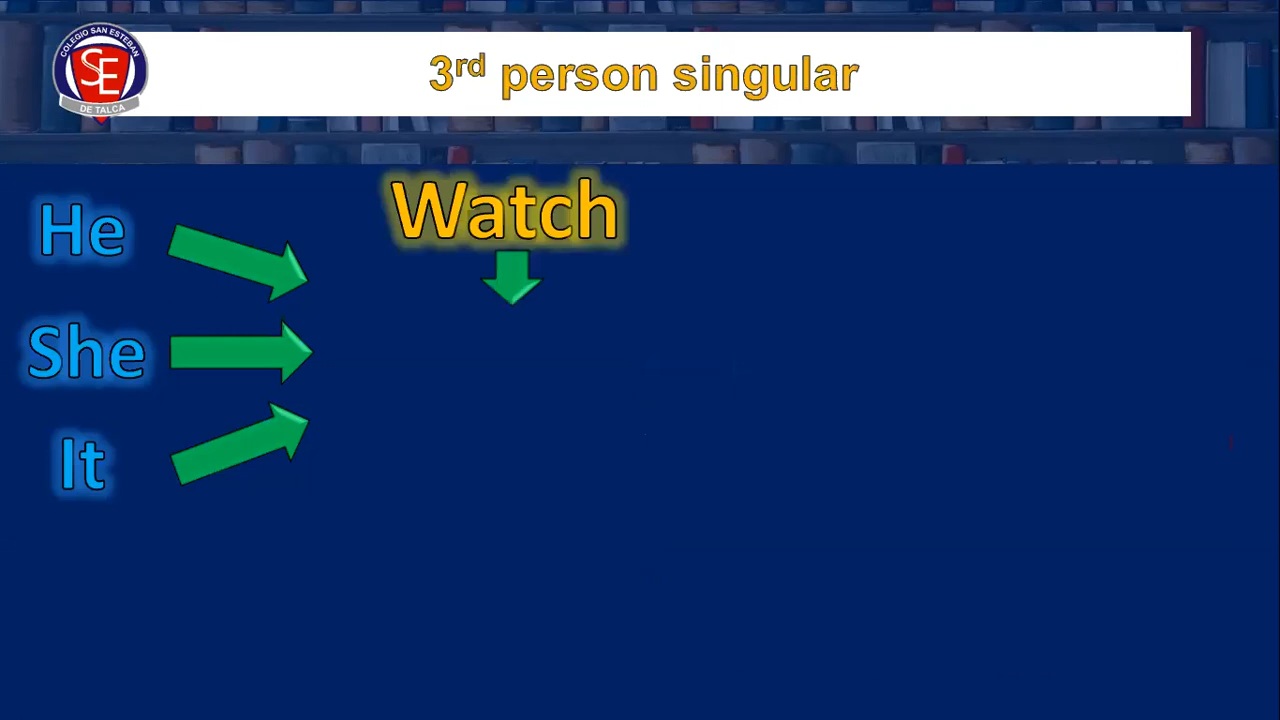 COLEGIO SAN ESTEBAN
SE
DE TALCA
3rd person singular
Watch
He
She
It